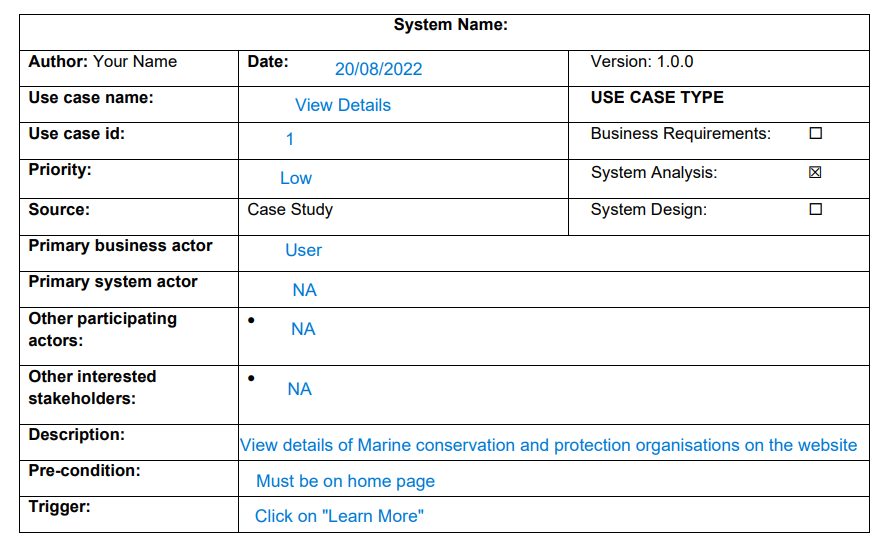 System Name:
Author: Your Name Date: 20/08/2022 Version: 1.0.0
Use case name: View Details USE CASE TYPE
Use case id: 1 Business Requirements: ☐
Priority: Low System Analysis: ☒
Source: Case Study System Design: ☐
Primary business actor User
Primary system actor NA
Other participating
actors: • NA
Other interested
stakeholders: • NA
Description: View details of Marine conservation and protection organisations on the website
Pre-condition: Must be on home page
Trigger: Click on "Learn More"